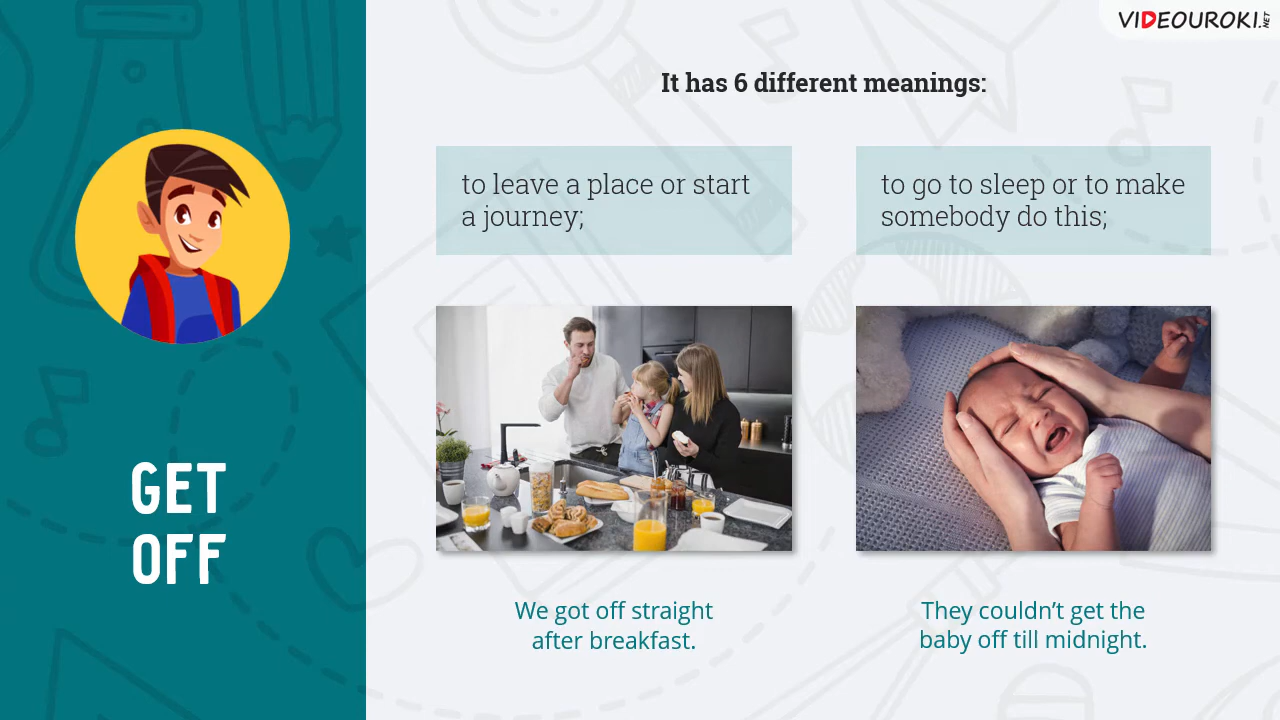 VIDEOUROKI.NET
It has 6 different meanings:
to leave a place or start
a journey;
to go to sleep or to make
somebody do this;
GET
OFF
We got off straight
after breakfast.
They couldn’t get the
baby off till midnight.